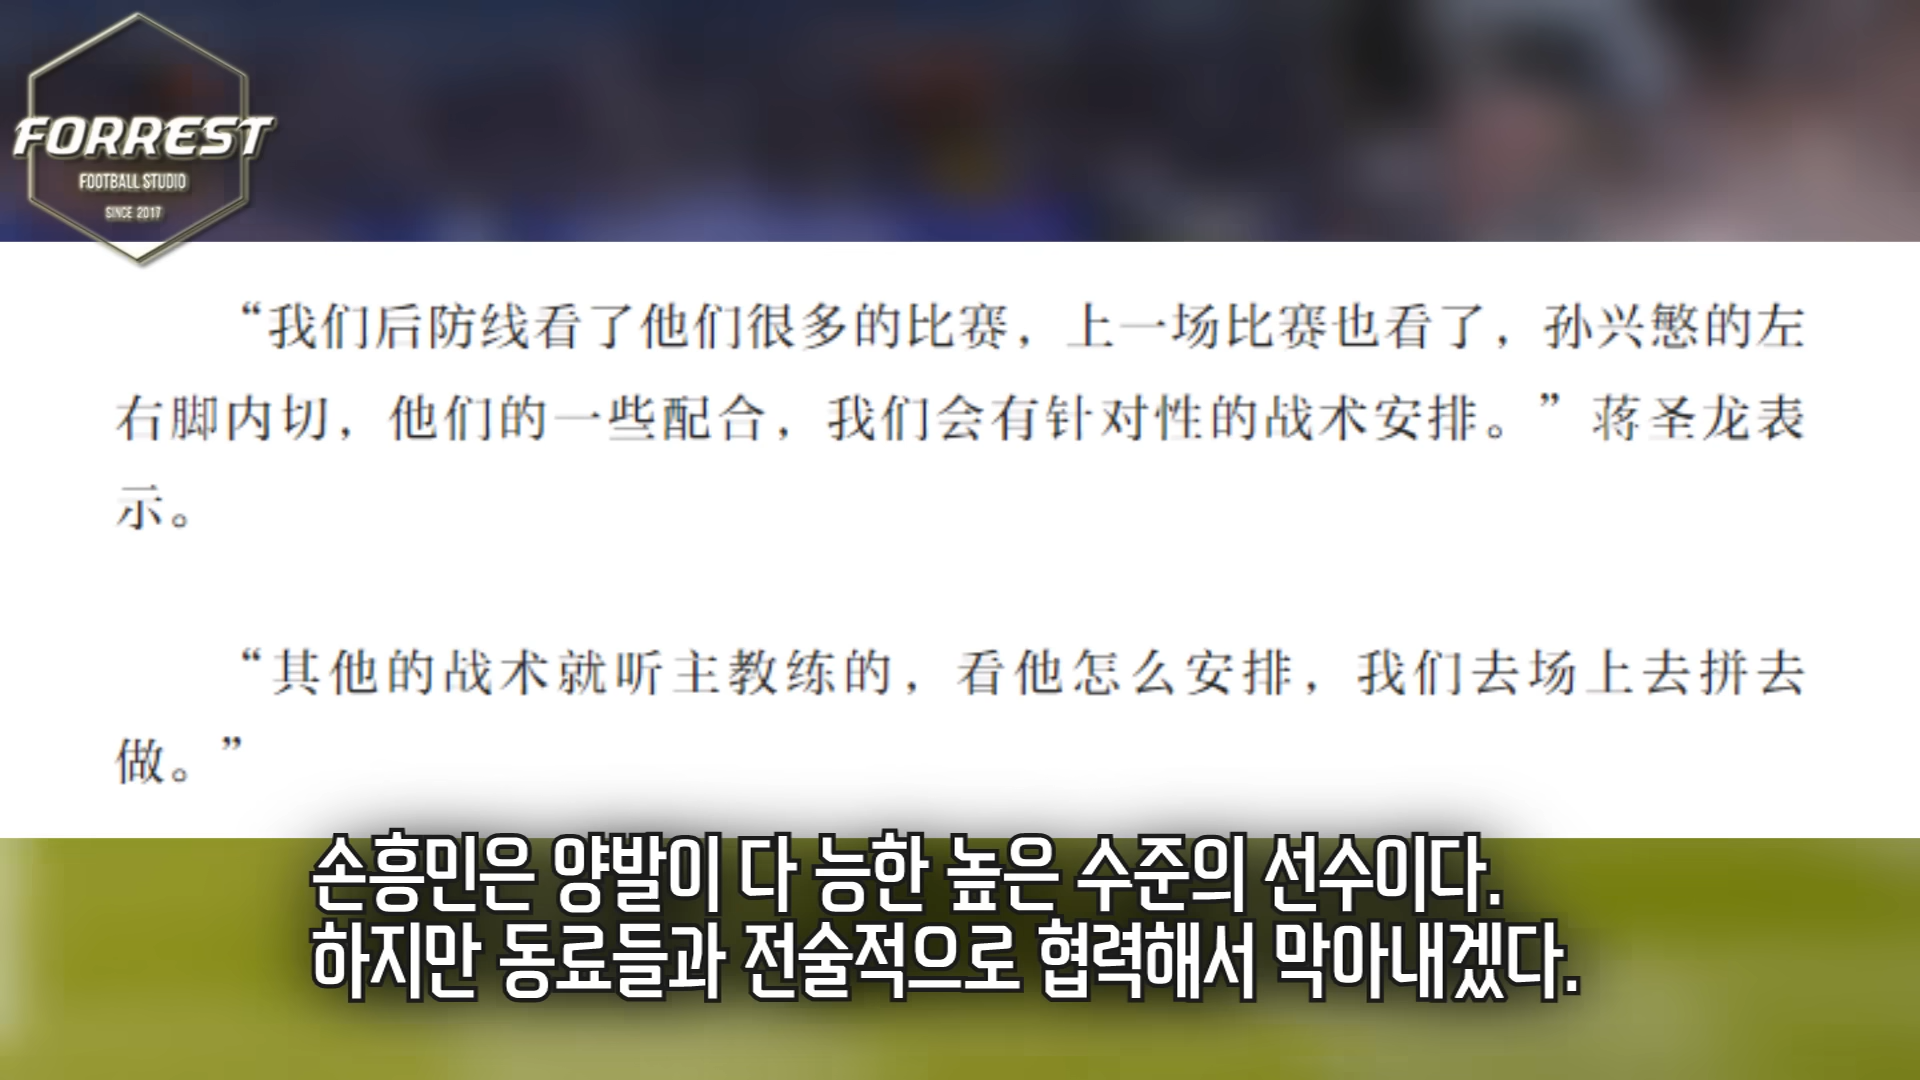 FORREST
FOOTBALL STUDIO
SINCE 2017
“我们后防线看了他们很多的比赛，上一场比赛也看了，孙兴慜的左
右脚内切，他们的一些配合，我们会有针对性的战术安排。”蒋圣龙表
示。
“其他的战术就听主教练的，看他怎么安排，我们去场上去拼去
做。”
손흥민은 양발이 다 능한 높은 수준의 선수이다.
하지만 동료들과 전술적으로 협력해서 막아내겠다.